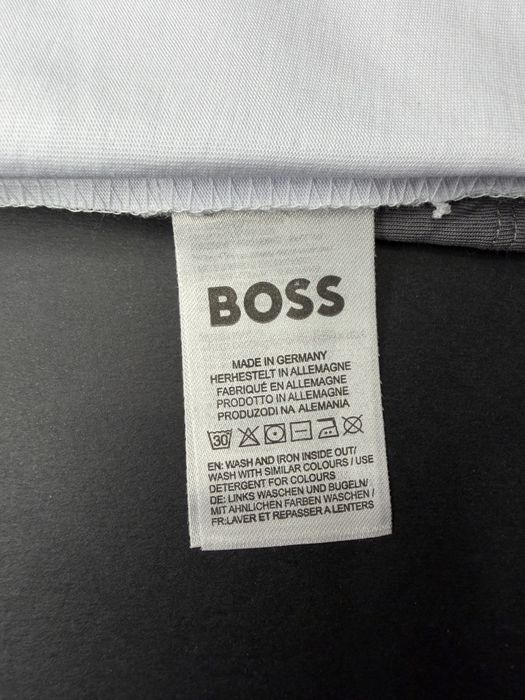 BOSS
MADE IN GERMANY
HERHESTELT IN ALLEMAGNE
FABRIQUÉ EN ALLEMAGNE
PRODOTTO IN ALLEMAGNE
PRODUZODI NA ALEMANIA
30
EN: WASH AND IRON INSIDE OUT/
WASH WITH SIMILAR COLOURS / USE
DETERGENT FOR COLOURS
DE: LINKS WASCHEN UND BUGELN/
MIT AHNLICHEN FARBEN WASCHEN /
FR:LAVER ET REPASSER A LENTERS